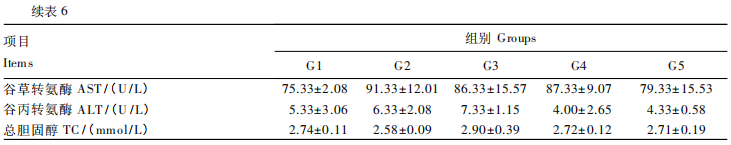 续表 6
项目 组别 Groups
Items G1 G2 G3 G4 G5
谷草转氨酶 AST/(U/L) 75.33±2.08 91.33±12.01 86.33±15.57 87.33±9.07 79.33±15.53
谷丙转氨酶 ALT/(U/L) 5.33±3.06 6.33±2.08 7.33±1.15 4.00±2.65 4.33±0.58
总胆固醇 TC/(mmol/L) 2.74±0.11 2.58±0.09 2.90±0.39 2.72±0.12 2.71±0.19